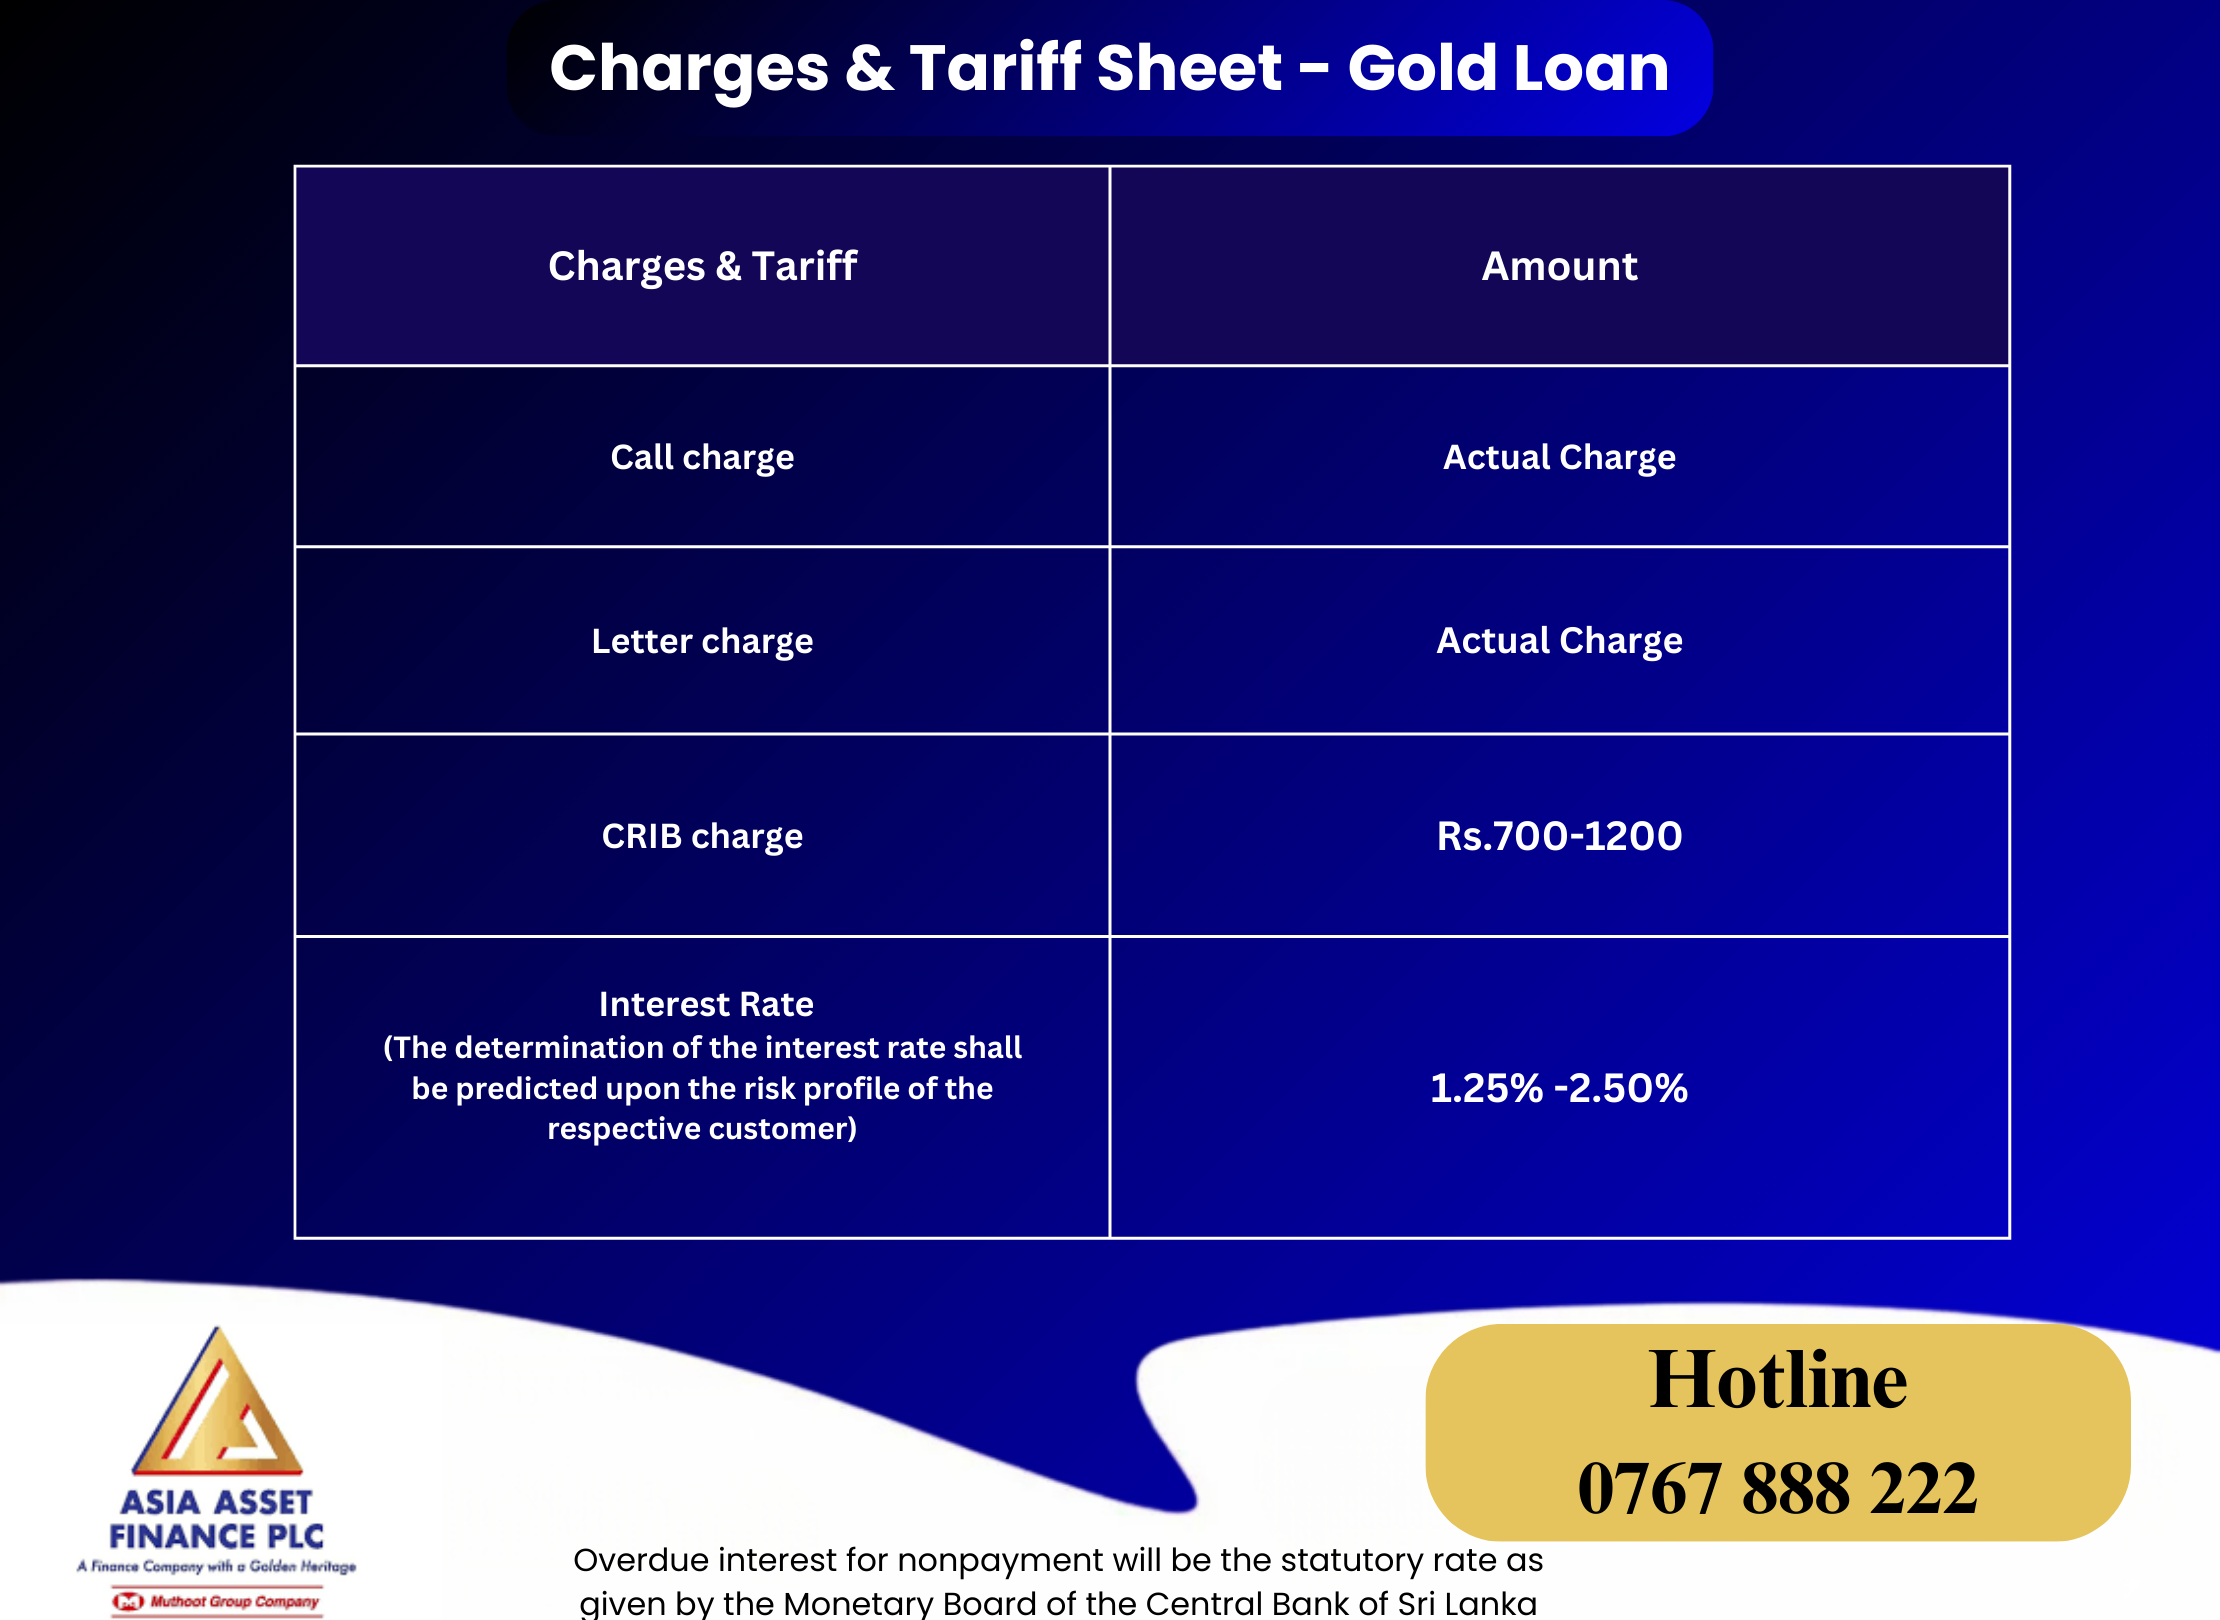 Charges & Tariff Sheet - Gold Loan
Charges & Tariff
Amount
Call charge
Actual Charge
Letter charge
Actual Charge
CRIB charge
Rs.700-1200
Interest Rate
(The determination of the interest rate shall
be predicted upon the risk profile of the
respective customer)
1.25% -2.50%
ASIA ASSET
FINANCE PLC
A Finance Company with a Golden Heritage
Muthoot Group Company
Hotline
0767 888 222
Overdue interest for nonpayment will be the statutory rate as
given by the Monetary Board of the Central Bank of Sri Lanka